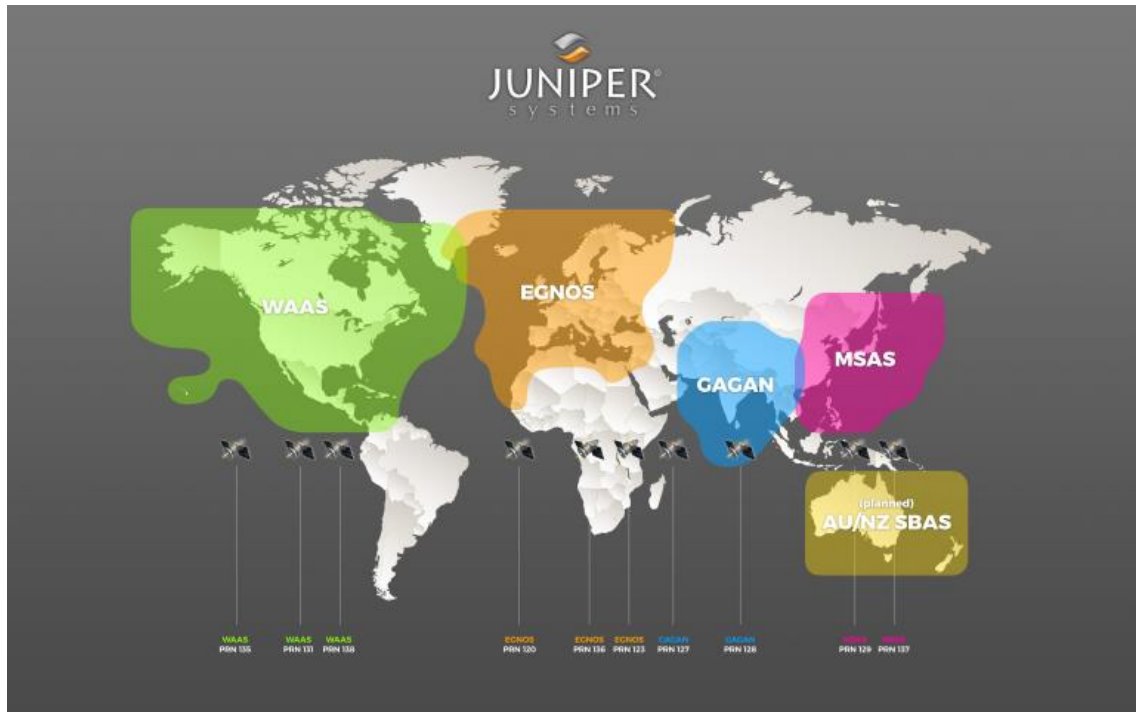 JUNIPER®
systems
WAAS
EGNOS
GAGAN
MSAS
(planned)
AU/NZ SBAS
WAAS
PRN 135
WAAS
PRN 131
WAAS
PRN 138
EGNOS
PRN 120
EGNOS
PRN 136
EGNOS
PRN 123
GAGAN
PRN 127
GAGAN
PRN 128
MSAS
PRN 129
MSAS
PRN 137